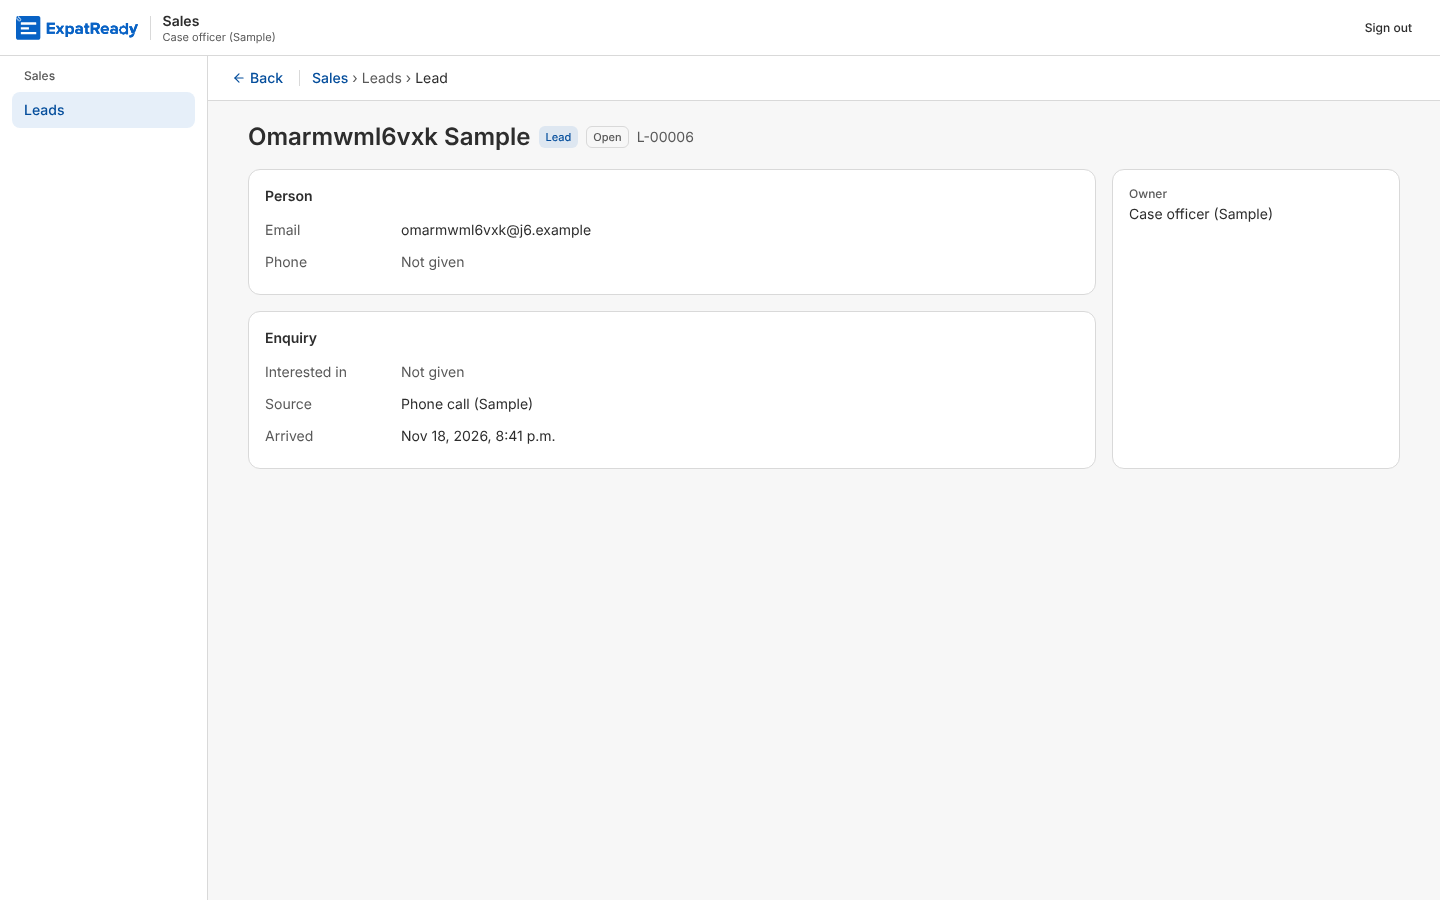 ExpatReady
Sales
Case officer (Sample)
Sign out
Sales
Leads
← Back
Sales › Leads › Lead
Omarmwml6vxk Sample Lead Open L-00006
Person
Email omarmwml6vxk@j6.example
Phone Not given
Enquiry
Interested in Not given
Source Phone call (Sample)
Arrived Nov 18, 2026, 8:41 p.m.
Owner
Case officer (Sample)